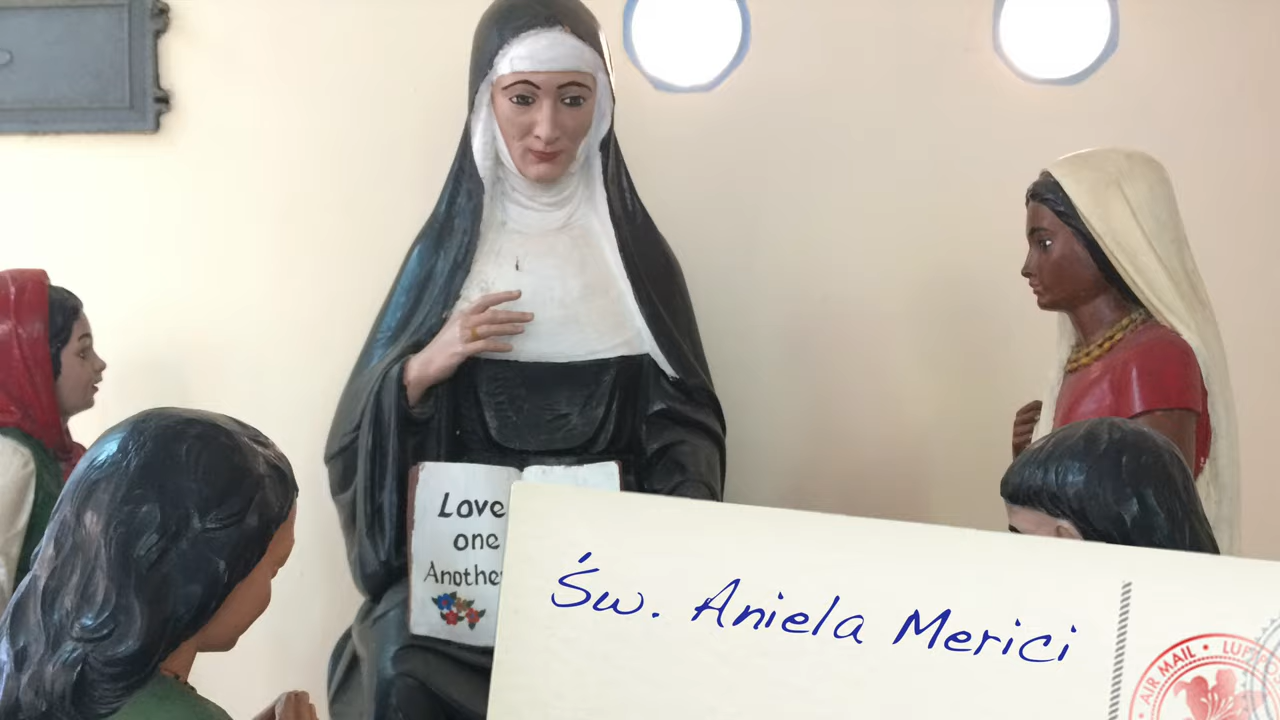 Love
one
Another
Św. Aniela Merici
AIR MAIL •